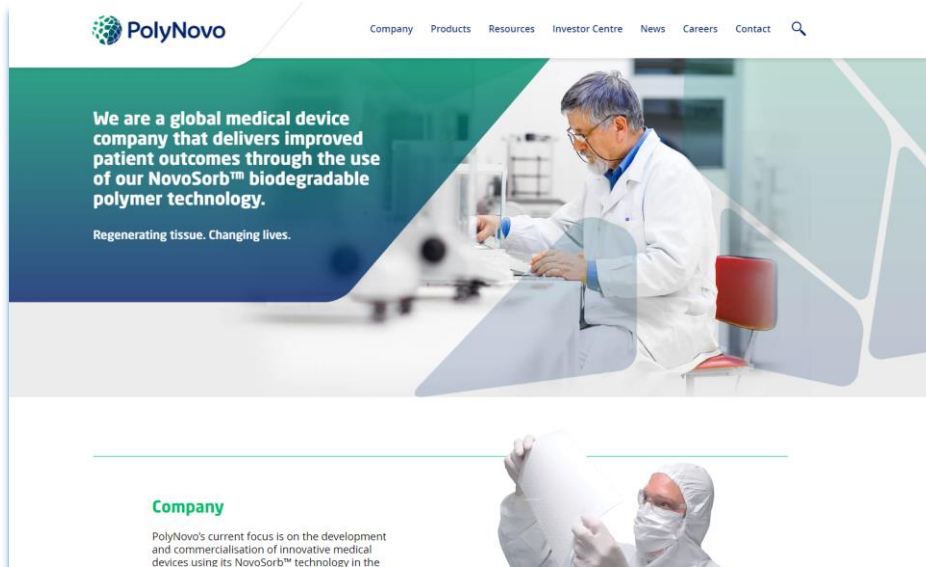 PolyNovo
Company Products Resources Investor Centre News Careers Contact
We are a global medical device
company that delivers improved
patient outcomes through the use
of our NovoSorb™ biodegradable
polymer technology.
Regenerating tissue. Changing lives.
Company
PolyNovo's current focus is on the development
and commercialisation of innovative medical
devices using its NovoSorb™ technology in the